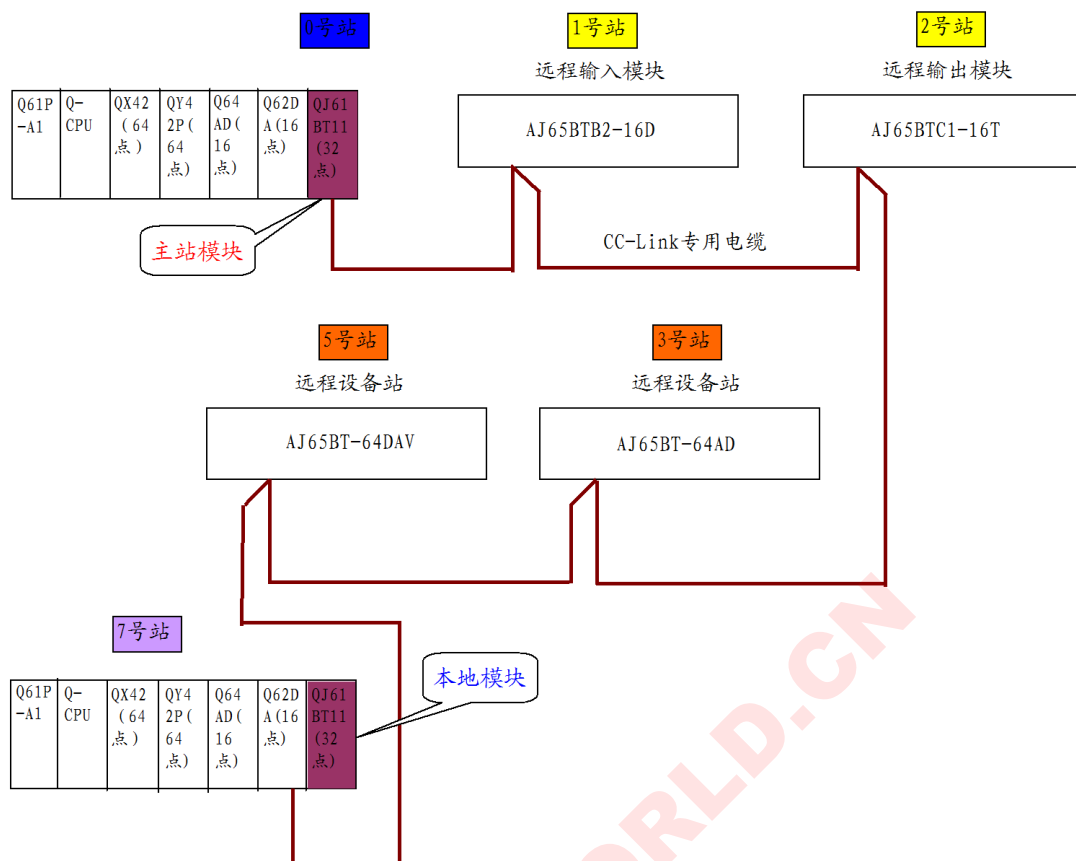 0号站
1号站
2号站
远程输入模块
远程输出模块
Q61P
-A1
Q-
CPU
QX42
(64
点)
QY4
2P(
64
点)
Q64
AD(
16
点)
Q62D
A(16
点)
QJ61
BT11
(32
点)
AJ65BTB2-16D
AJ65BTC1-16T
主站模块
CC-Link专用电缆
5号站
3号站
远程设备站
远程设备站
AJ65BT-64DAV
AJ65BT-64AD
7号站
本地模块
Q61P
-A1
Q-
CPU
QX42
(64
点)
QY4
2P(
64
点)
Q64
AD(
16
点)
Q62D
A(16
点)
QJ61
BT11
(32
点)
ORLD.CN